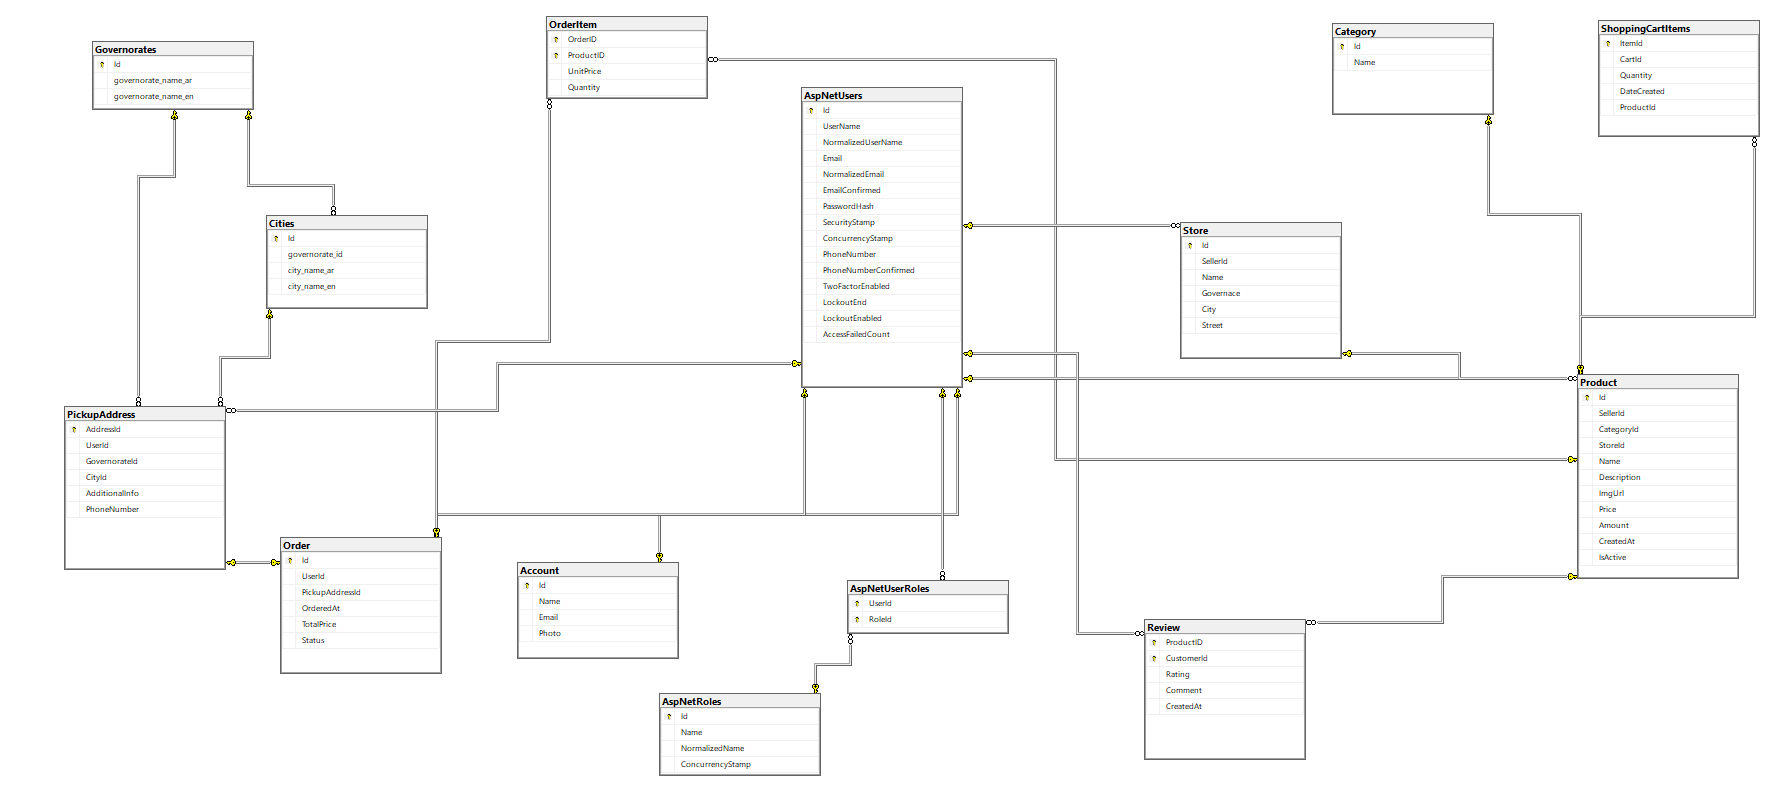 Governorates
Id
governorate_name_ar
governorate_name_en
OrderItem
OrderID
ProductID
UnitPrice
Quantity
AspNetUsers
Id
UserName
NormalizedUserName
Email
NormalizedEmail
EmailConfirmed
PasswordHash
SecurityStamp
ConcurrencyStamp
PhoneNumber
PhoneNumberConfirmed
TwoFactorEnabled
LockoutEnd
LockoutEnabled
AccessFailedCount
Category
Id
Name
ShoppingCartItems
ItemId
CartId
Quantity
DateCreated
ProductId
Cities
Id
governorate_id
city_name_ar
city_name_en
Store
Id
SellerId
Name
Governace
City
Street
PickupAddress
AddressId
UserId
GovernorateId
CityId
AdditionalInfo
PhoneNumber
Product
Id
SellerId
CategoryId
StoreId
Name
Description
ImgUrl
Price
Amount
CreatedAt
IsActive
Order
Id
UserId
PickupAddressId
OrderedAt
TotalPrice
Status
Account
Id
Name
Email
Photo
AspNetUserRoles
UserId
RoleId
Review
ProductID
CustomerId
Rating
Comment
CreatedAt
AspNetRoles
Id
Name
NormalizedName
ConcurrencyStamp